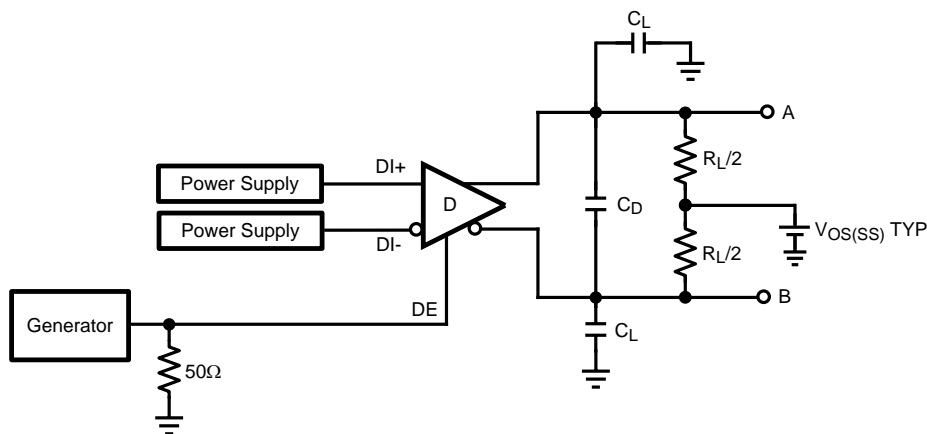 CL
A
RL/2
Power Supply
DI+
D
CD
Power Supply
DI-
VOS(SS) TYP
RL/2
DE
B
Generator
CL
50Ω